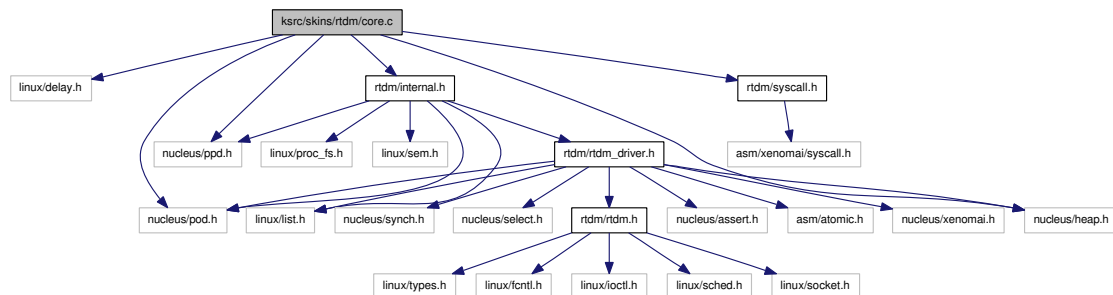 ksrc/skins/rtdm/core.c
linux/delay.h
rtdm/internal.h
rtdm/syscall.h
nucleus/ppd.h
linux/proc_fs.h
linux/sem.h
rtdm/rtdm_driver.h
asm/xenomai/syscall.h
nucleus/pod.h
linux/list.h
nucleus/synch.h
nucleus/select.h
rtdm/rtdm.h
nucleus/assert.h
asm/atomic.h
nucleus/xenomai.h
nucleus/heap.h
linux/types.h
linux/fcntl.h
linux/ioctl.h
linux/sched.h
linux/socket.h